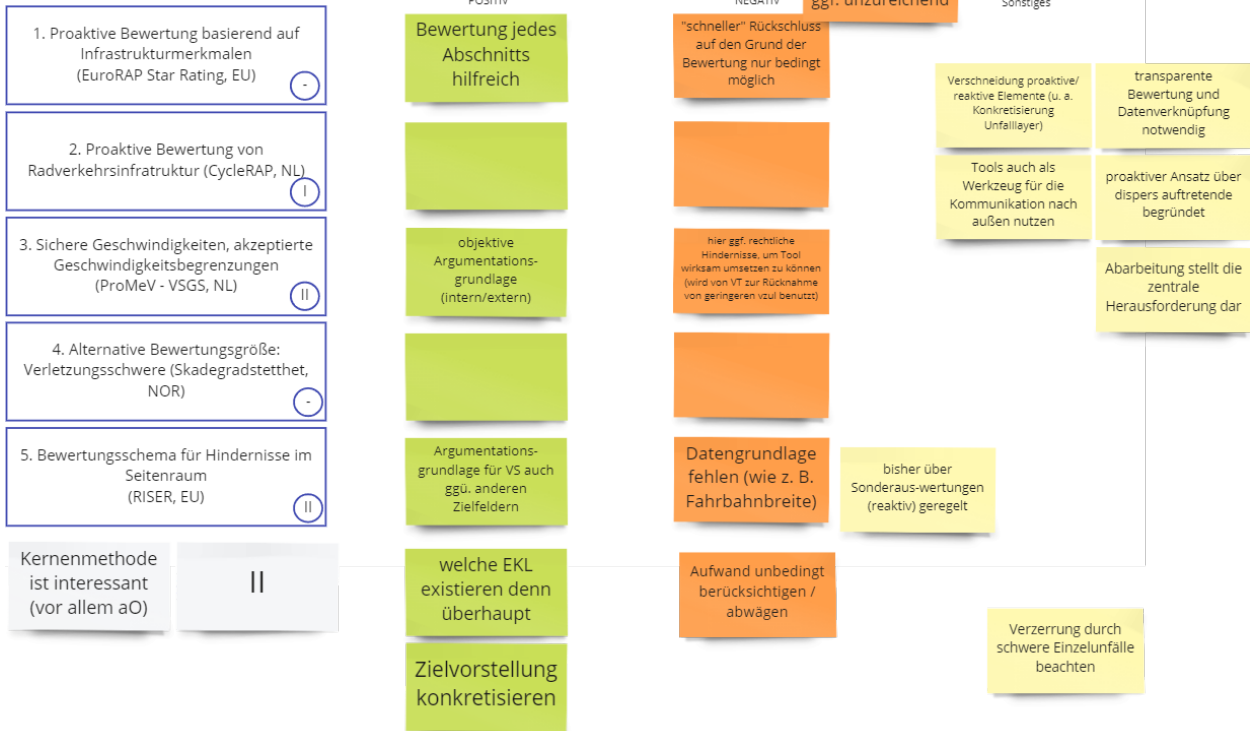 POSITIV
NEGATIV
ggf. unzureichend
Sonstiges
1. Proaktive Bewertung basierend auf
Infrastrukturmerkmalen
(EuroRAP Star Rating, EU)
-
Bewertung jedes
Abschnitts
hilfreich
"schneller" Rückschluss
auf den Grund der
Bewertung nur bedingt
möglich
Verschneidung proaktive/
reaktive Elemente (u. a.
Konkretisierung
Unfalllayer)
transparente
Bewertung und
Datenverknüpfung
notwendig
2. Proaktive Bewertung von
Radverkehrsinfratruktur (CycleRAP, NL)
I
Tools auch als
Werkzeug für die
Kommunikation nach
außen nutzen
proaktiver Ansatz über
dispers auftretende
begründet
3. Sichere Geschwindigkeiten, akzeptierte
Geschwindigkeitsbegrenzungen
(ProMeV - VSGS, NL)
II
objektive
Argumentations-
grundlage
(intern/extern)
hier ggf. rechtliche
Hindernisse, um Tool
wirksam umsetzen zu können
(wird von VT zur Rücknahme
von geringeren vzul benutzt)
Abarbeitung stellt die
zentrale
Herausforderung dar
4. Alternative Bewertungsgröße:
Verletzungsschwere (Skadegradstetthet,
NOR)
-
5. Bewertungsschema für Hindernisse im
Seitenraum
(RISER, EU)
II
Argumentations-
grundlage für VS auch
ggü. anderen
Zielfeldern
Datengrundlage
fehlen (wie z. B.
Fahrbahnbreite)
bisher über
Sonderaus-wertungen
(reaktiv) geregelt
Kernenmethode
ist interessant
(vor allem aO)
II
welche EKL
existieren denn
überhaupt
Aufwand unbedingt
berücksichtigen /
abwägen
Verzerrung durch
schwere Einzelunfälle
beachten
Zielvorstellung
konkretisieren